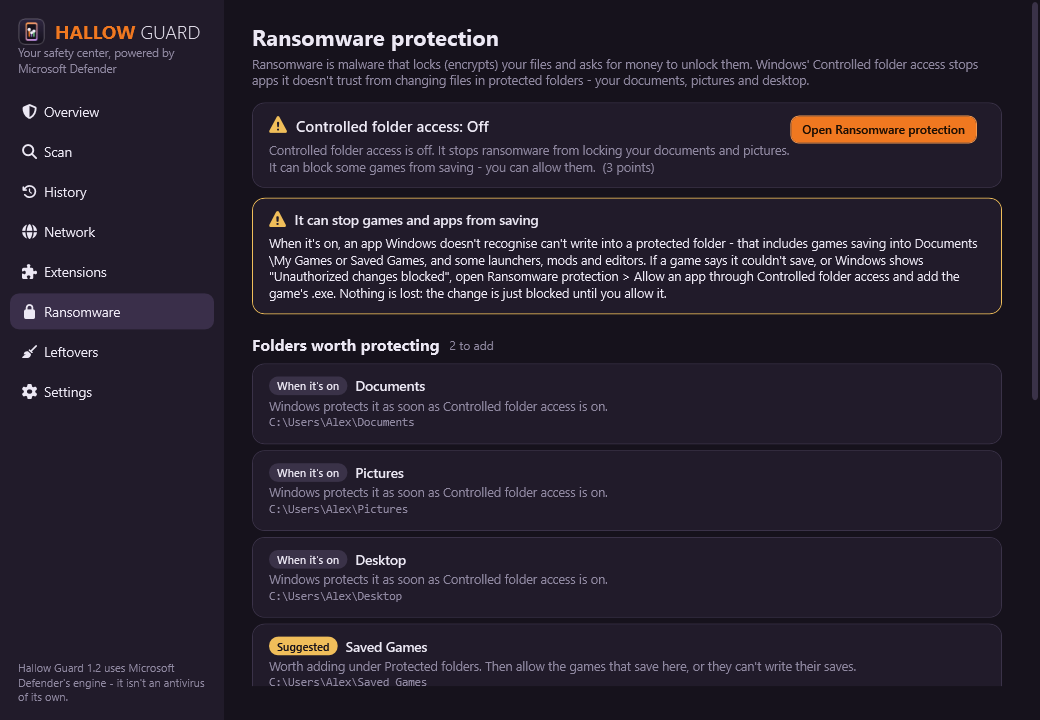 HALLOW GUARD
Your safety center, powered by
Microsoft Defender
Overview
Scan
History
Network
Extensions
Ransomware
Leftovers
Settings
Hallow Guard 1.2 uses Microsoft
Defender's engine - it isn't an antivirus
of its own.
Ransomware protection
Ransomware is malware that locks (encrypts) your files and asks for money to unlock them. Windows' Controlled folder access stops
apps it doesn't trust from changing files in protected folders - your documents, pictures and desktop.
Controlled folder access: Off
Controlled folder access is off. It stops ransomware from locking your documents and pictures.
It can block some games from saving - you can allow them.  (3 points)
Open Ransomware protection
It can stop games and apps from saving
When it's on, an app Windows doesn't recognise can't write into a protected folder - that includes games saving into Documents
\My Games or Saved Games, and some launchers, mods and editors. If a game says it couldn't save, or Windows shows
"Unauthorized changes blocked", open Ransomware protection > Allow an app through Controlled folder access and add the
game's .exe. Nothing is lost: the change is just blocked until you allow it.
Folders worth protecting 2 to add
When it's on Documents
Windows protects it as soon as Controlled folder access is on.
C:\Users\Alex\Documents
When it's on Pictures
Windows protects it as soon as Controlled folder access is on.
C:\Users\Alex\Pictures
When it's on Desktop
Windows protects it as soon as Controlled folder access is on.
C:\Users\Alex\Desktop
Suggested Saved Games
Worth adding under Protected folders. Then allow the games that save here, or they can't write their saves.
C:\Users\Alex\Saved Games